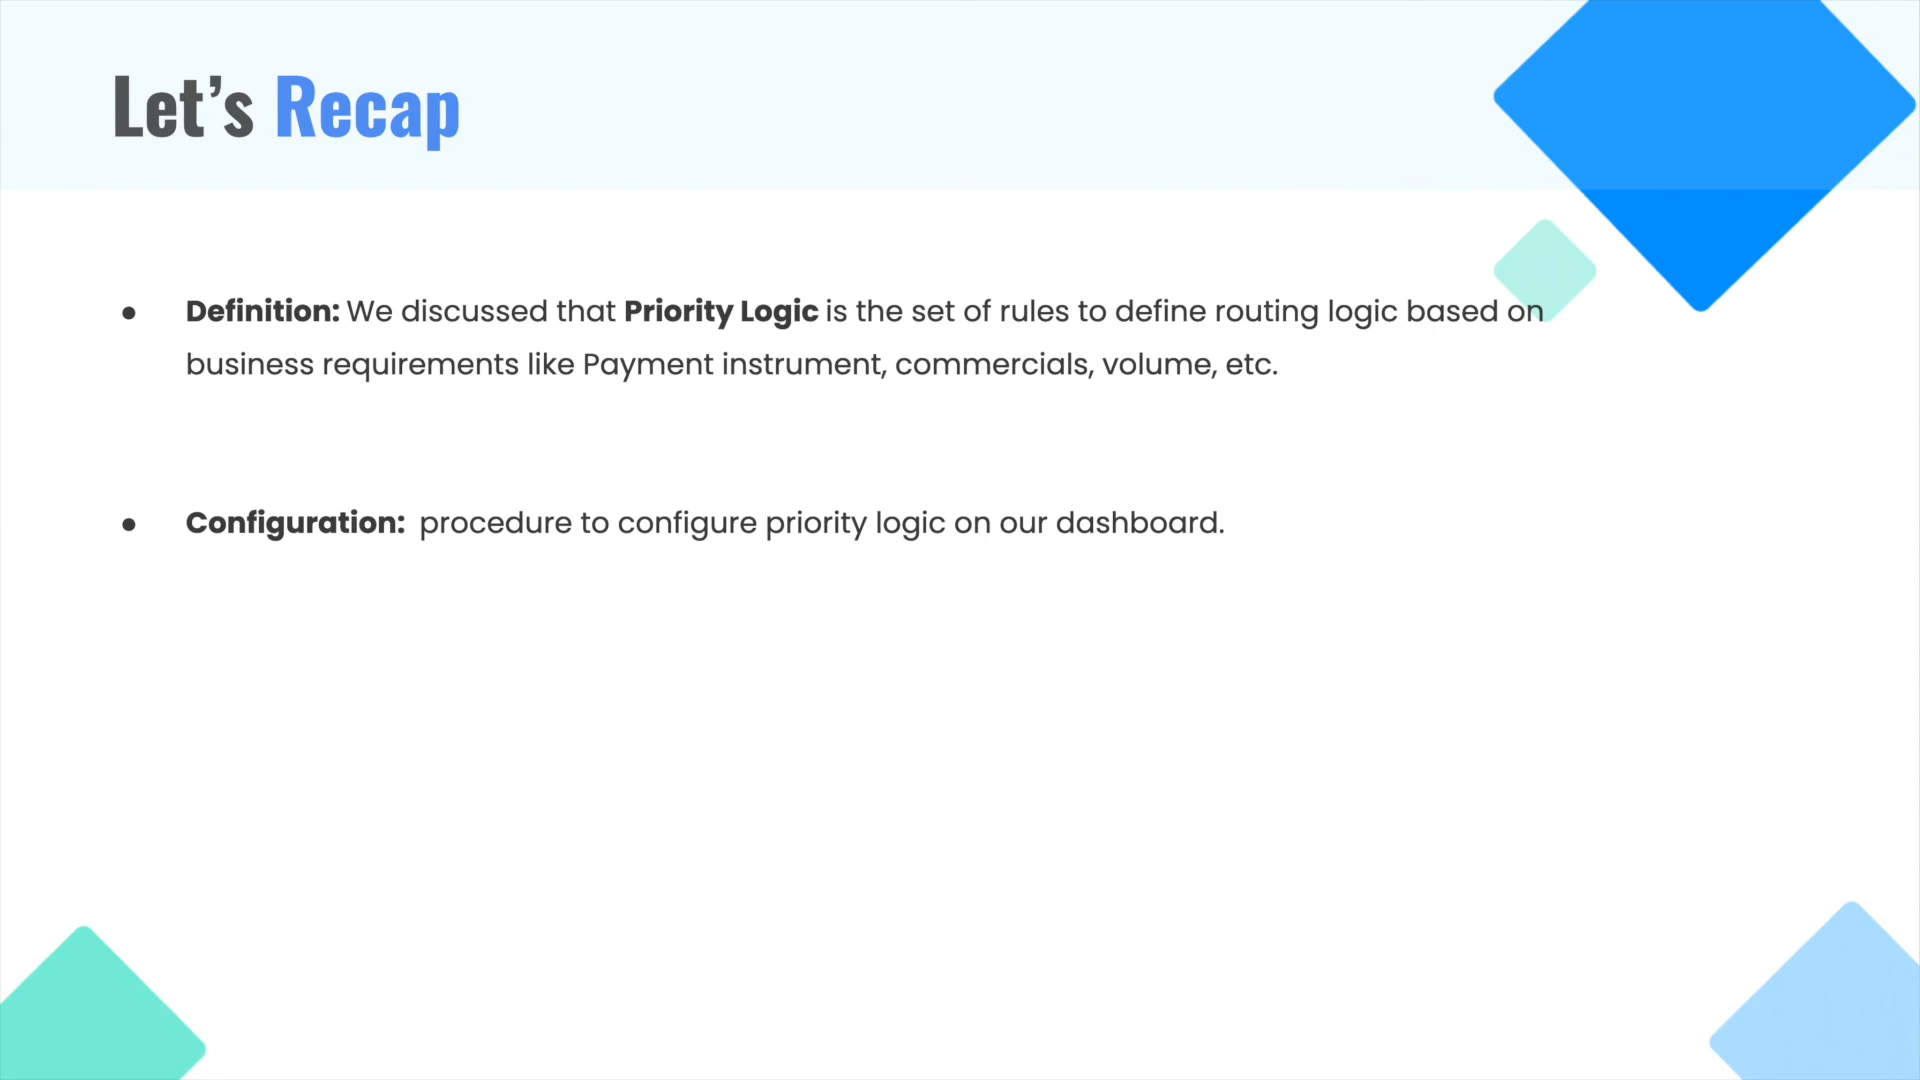 Let’s Recap
● Definition: We discussed that Priority Logic is the set of rules to define routing logic based on
business requirements like Payment instrument, commercials, volume, etc.
● Configuration: procedure to configure priority logic on our dashboard.